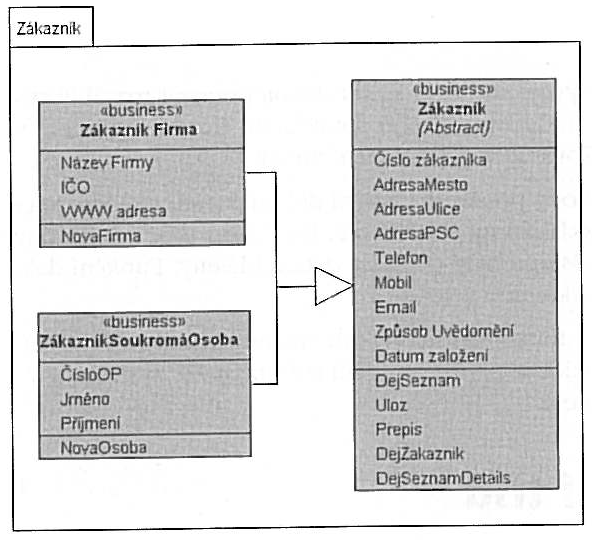 Zákazník
«business»
Zákazník Firma
Název Firmy
IČO
WWW adresa
NovaFirma
«business»
ZákazníkSoukromáOsoba
ČísloOP
Jméno
Příjmení
NovaOsoba
«business»
Zákazník
{Abstract}
Číslo zákazníka
AdresaMesto
AdresaUlice
AdresaPSC
Telefon
Mobil
Email
Způsob Uvědomění
Datum založení
DejSeznam
Uloz
Prepis
DejZakaznik
DejSeznamDetails